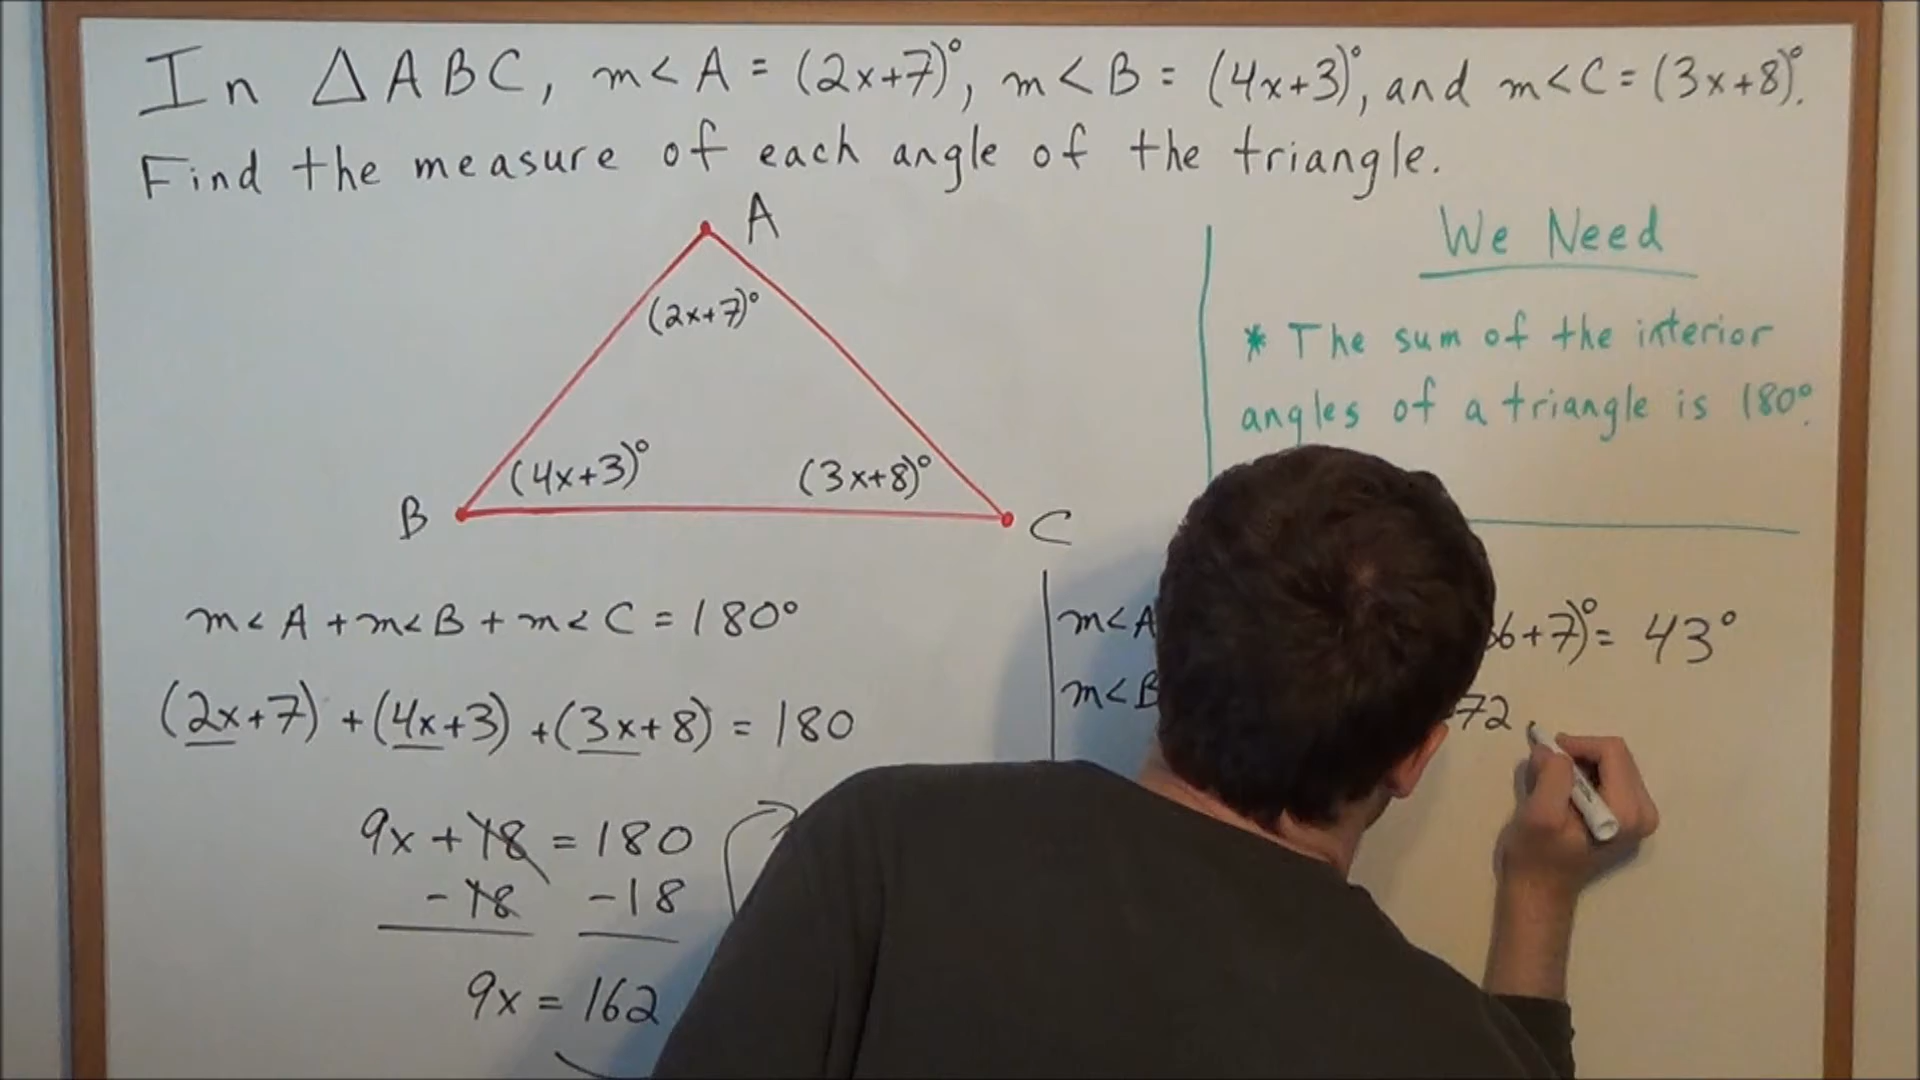 In △ABC, m<A = (2x+7)°, m<B = (4x+3)°, and m<C = (3x+8)°.
Find the measure of each angle of the triangle.
A
(2x+7)°
(4x+3)°
(3x+8)°
B
C
We Need
* The sum of the interior
angles of a triangle is 180°.
m<A + m<B + m<C = 180°
(2x+7) + (4x+3) + (3x+8) = 180
9x + 18 = 180
- 18 - 18
9x = 162
m<A 6+7)° = 43°
m<B 72